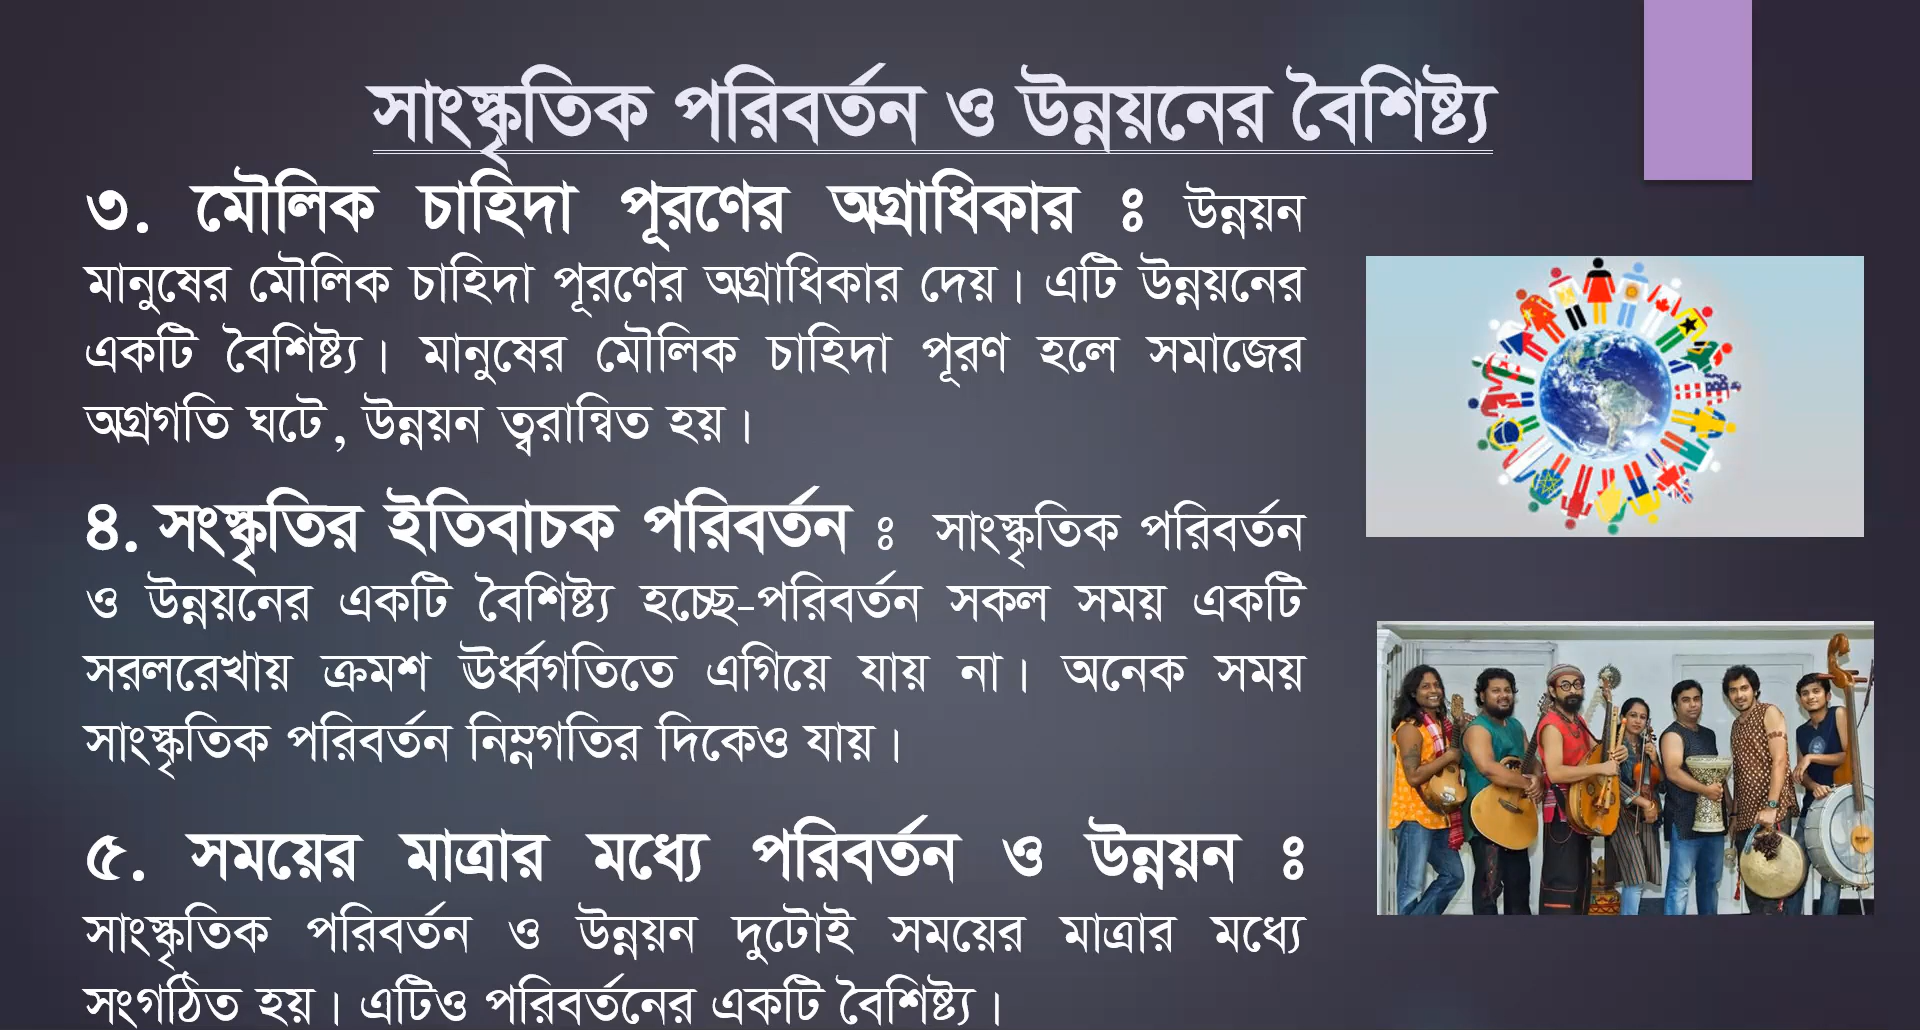 সাংস্কৃতিক পরিবর্তন ও উন্নয়নের বৈশিষ্ট্য
৩. মৌলিক চাহিদা পূরণের অগ্রাধিকার ঃ উন্নয়ন
মানুষের মৌলিক চাহিদা পূরণের অগ্রাধিকার দেয়। এটি উন্নয়নের
একটি বৈশিষ্ট্য। মানুষের মৌলিক চাহিদা পূরণ হলে সমাজের
অগ্রগতি ঘটে, উন্নয়ন ত্বরান্বিত হয়।
৪. সংস্কৃতির ইতিবাচক পরিবর্তন ঃ সাংস্কৃতিক পরিবর্তন
ও উন্নয়নের একটি বৈশিষ্ট্য হচ্ছে-পরিবর্তন সকল সময় একটি
সরলরেখায় ক্রমশ ঊর্ধ্বগতিতে এগিয়ে যায় না। অনেক সময়
সাংস্কৃতিক পরিবর্তন নিম্নগতির দিকেও যায়।
৫. সময়ের মাত্রার মধ্যে পরিবর্তন ও উন্নয়ন ঃ
সাংস্কৃতিক পরিবর্তন ও উন্নয়ন দুটোই সময়ের মাত্রার মধ্যে
সংগঠিত হয়। এটিও পরিবর্তনের একটি বৈশিষ্ট্য।